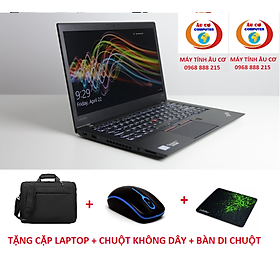 ÂU CƠ
COMPUTER
ÂU CƠ
COMPUTER
MÁY TÍNH ÂU CƠ
0968 888 215
MÁY TÍNH ÂU CƠ
0968 888 215
9:29
Friday, April 22
+
+
TẶNG CẶP LAPTOP + CHUỘT KHÔNG DÂY + BÀN DI CHUỘT